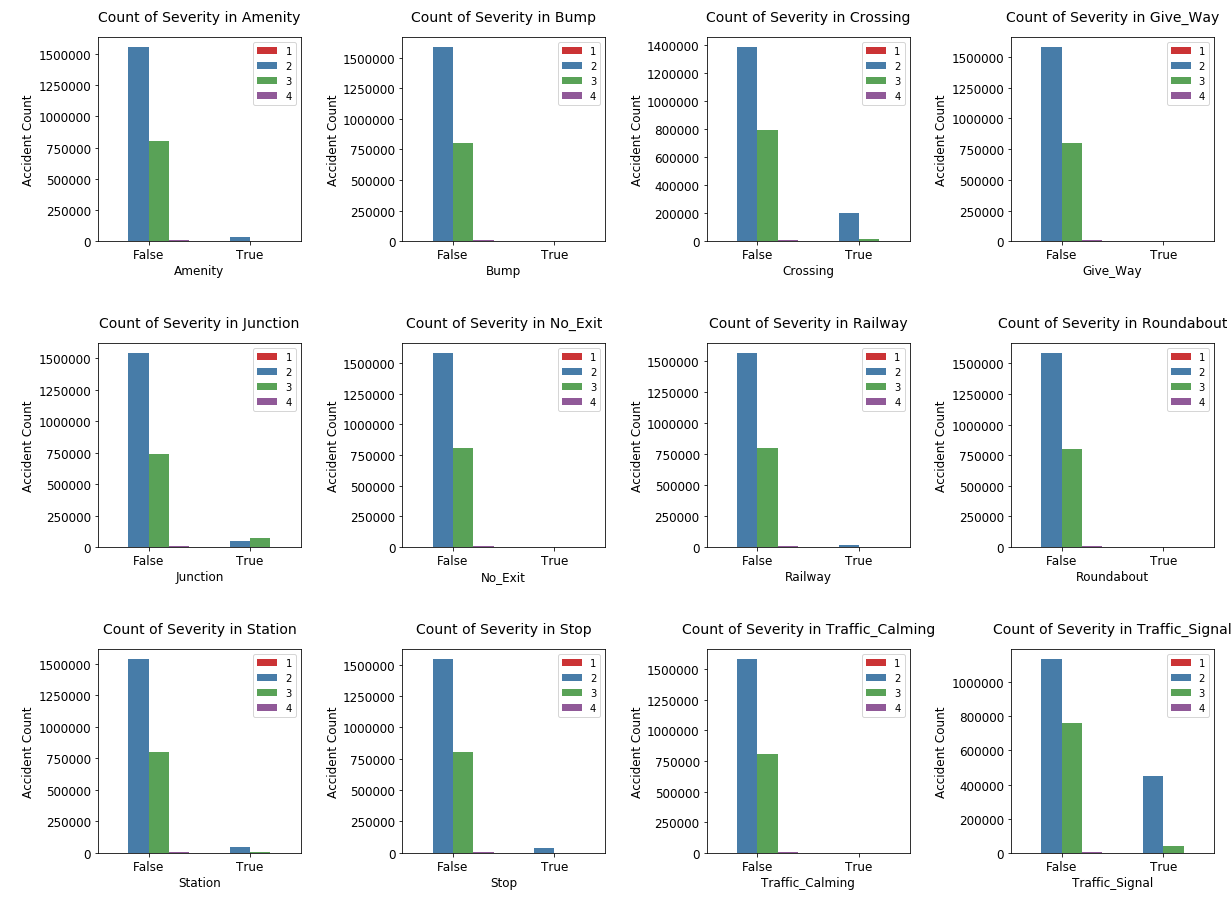 Count of Severity in Amenity
Count of Severity in Bump
Count of Severity in Crossing
Count of Severity in Give_Way
Accident Count
1500000
1250000
1000000
750000
500000
250000
0
1
2
3
4
False
True
Amenity
Accident Count
1500000
1250000
1000000
750000
500000
250000
0
1
2
3
4
False
True
Bump
Accident Count
1400000
1200000
1000000
800000
600000
400000
200000
0
1
2
3
4
False
True
Crossing
Accident Count
1500000
1250000
1000000
750000
500000
250000
0
1
2
3
4
False
True
Give_Way
Count of Severity in Junction
Count of Severity in No_Exit
Count of Severity in Railway
Count of Severity in Roundabout
Accident Count
1500000
1250000
1000000
750000
500000
250000
0
1
2
3
4
False
True
Junction
Accident Count
1500000
1250000
1000000
750000
500000
250000
0
1
2
3
4
False
True
No_Exit
Accident Count
1500000
1250000
1000000
750000
500000
250000
0
1
2
3
4
False
True
Railway
Accident Count
1500000
1250000
1000000
750000
500000
250000
0
1
2
3
4
False
True
Roundabout
Count of Severity in Station
Count of Severity in Stop
Count of Severity in Traffic_Calming
Count of Severity in Traffic_Signal
Accident Count
1500000
1250000
1000000
750000
500000
250000
0
1
2
3
4
False
True
Station
Accident Count
1500000
1250000
1000000
750000
500000
250000
0
1
2
3
4
False
True
Stop
Accident Count
1500000
1250000
1000000
750000
500000
250000
0
1
2
3
4
False
True
Traffic_Calming
Accident Count
1000000
800000
600000
400000
200000
0
1
2
3
4
False
True
Traffic_Signal